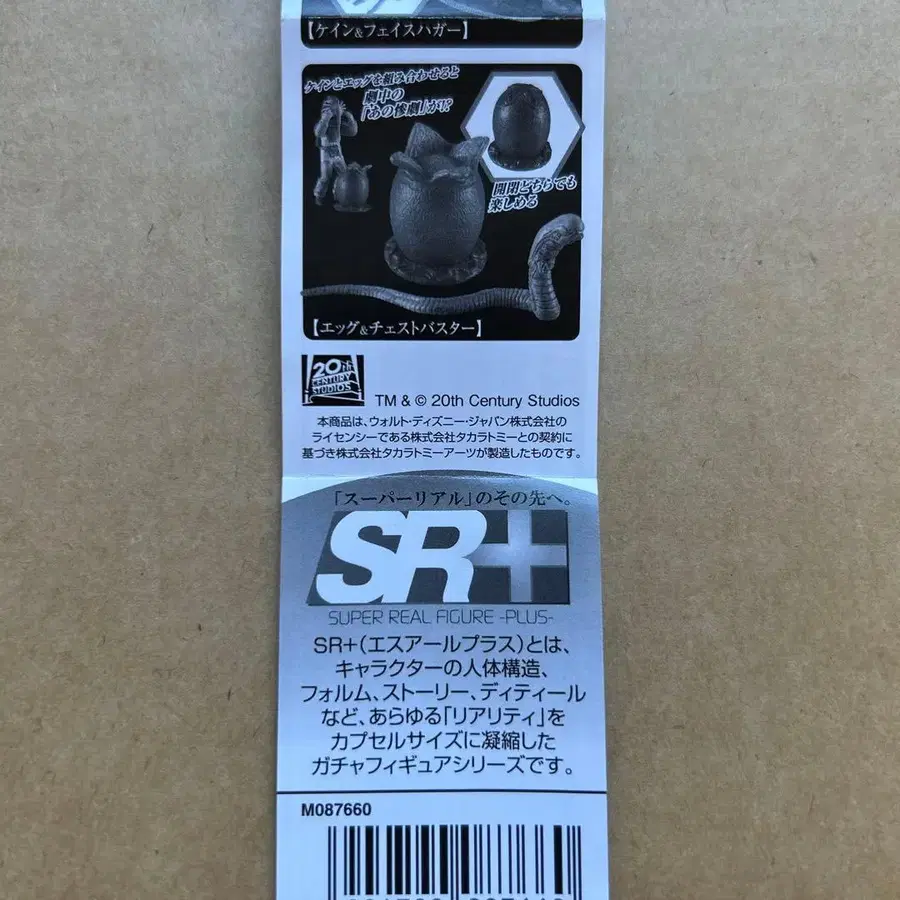 【ケイン&フェイスハガー】
ケインとエッグを組み合わせると
劇中の
「あの惨劇」が!?
開閉どちらでも
楽しめる
【エッグ&チェストバスター】
20th
CENTURY
STUDIOS
TM & © 20th Century Studios
本商品は、ウォルト・ディズニー・ジャパン株式会社の
ライセンシーである株式会社タカラトミーとの契約に
基づき株式会社タカラトミーアーツが製造したものです。
「スーパーリアル」のその先へ。
SR+
SUPER REAL FIGURE -PLUS-
SR+(エスアールプラス)とは、
キャラクターの人体構造、
フォルム、ストーリー、ディティール
など、あらゆる「リアリティ」を
カプセルサイズに凝縮した
ガチャフィギュアシリーズです。
M087660